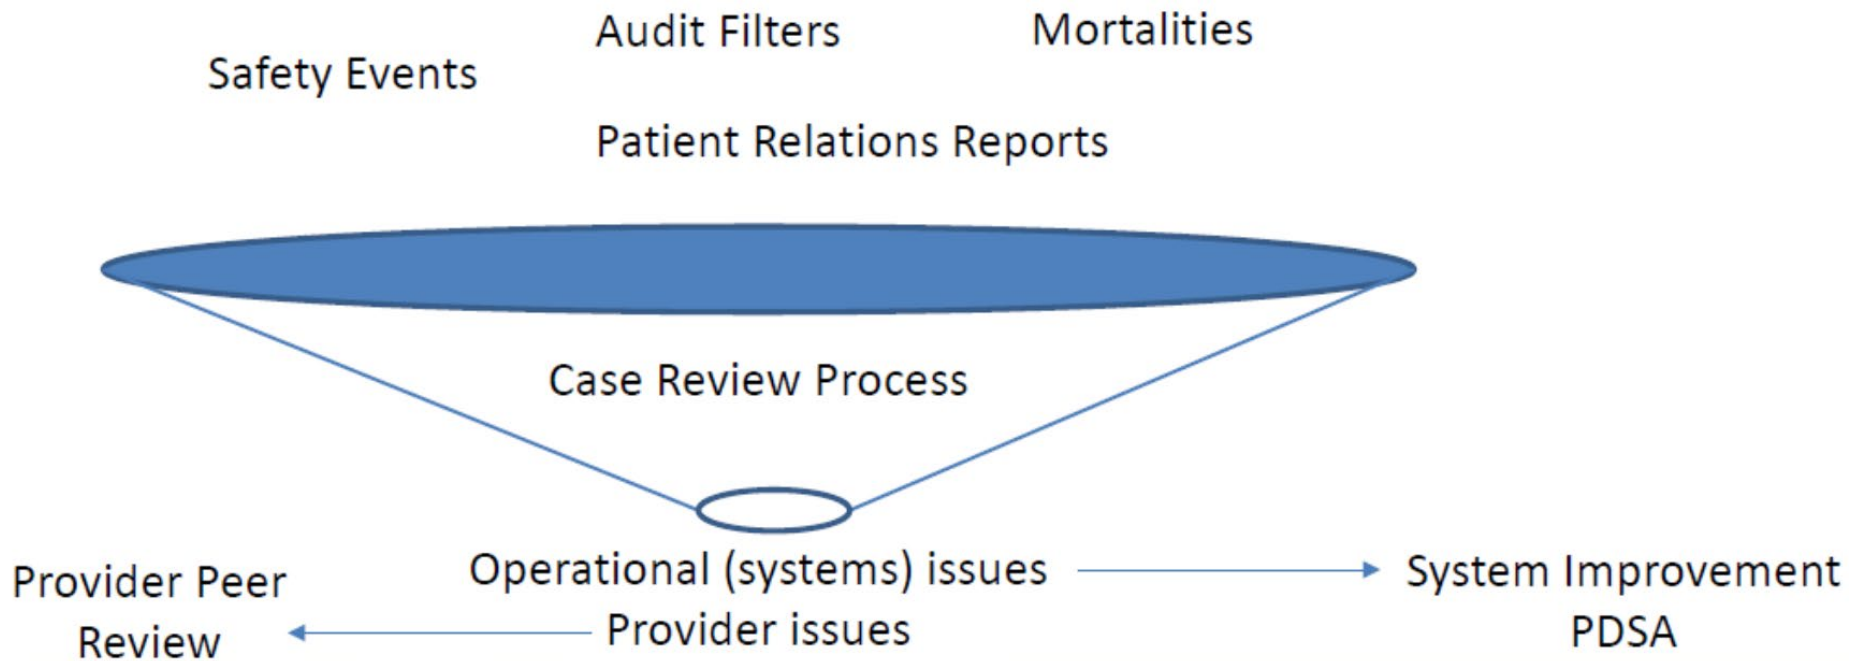 Audit Filters
Mortalities
Safety Events
Patient Relations Reports
Case Review Process
Operational (systems) issues
Provider issues
Provider Peer
Review
System Improvement
PDSA